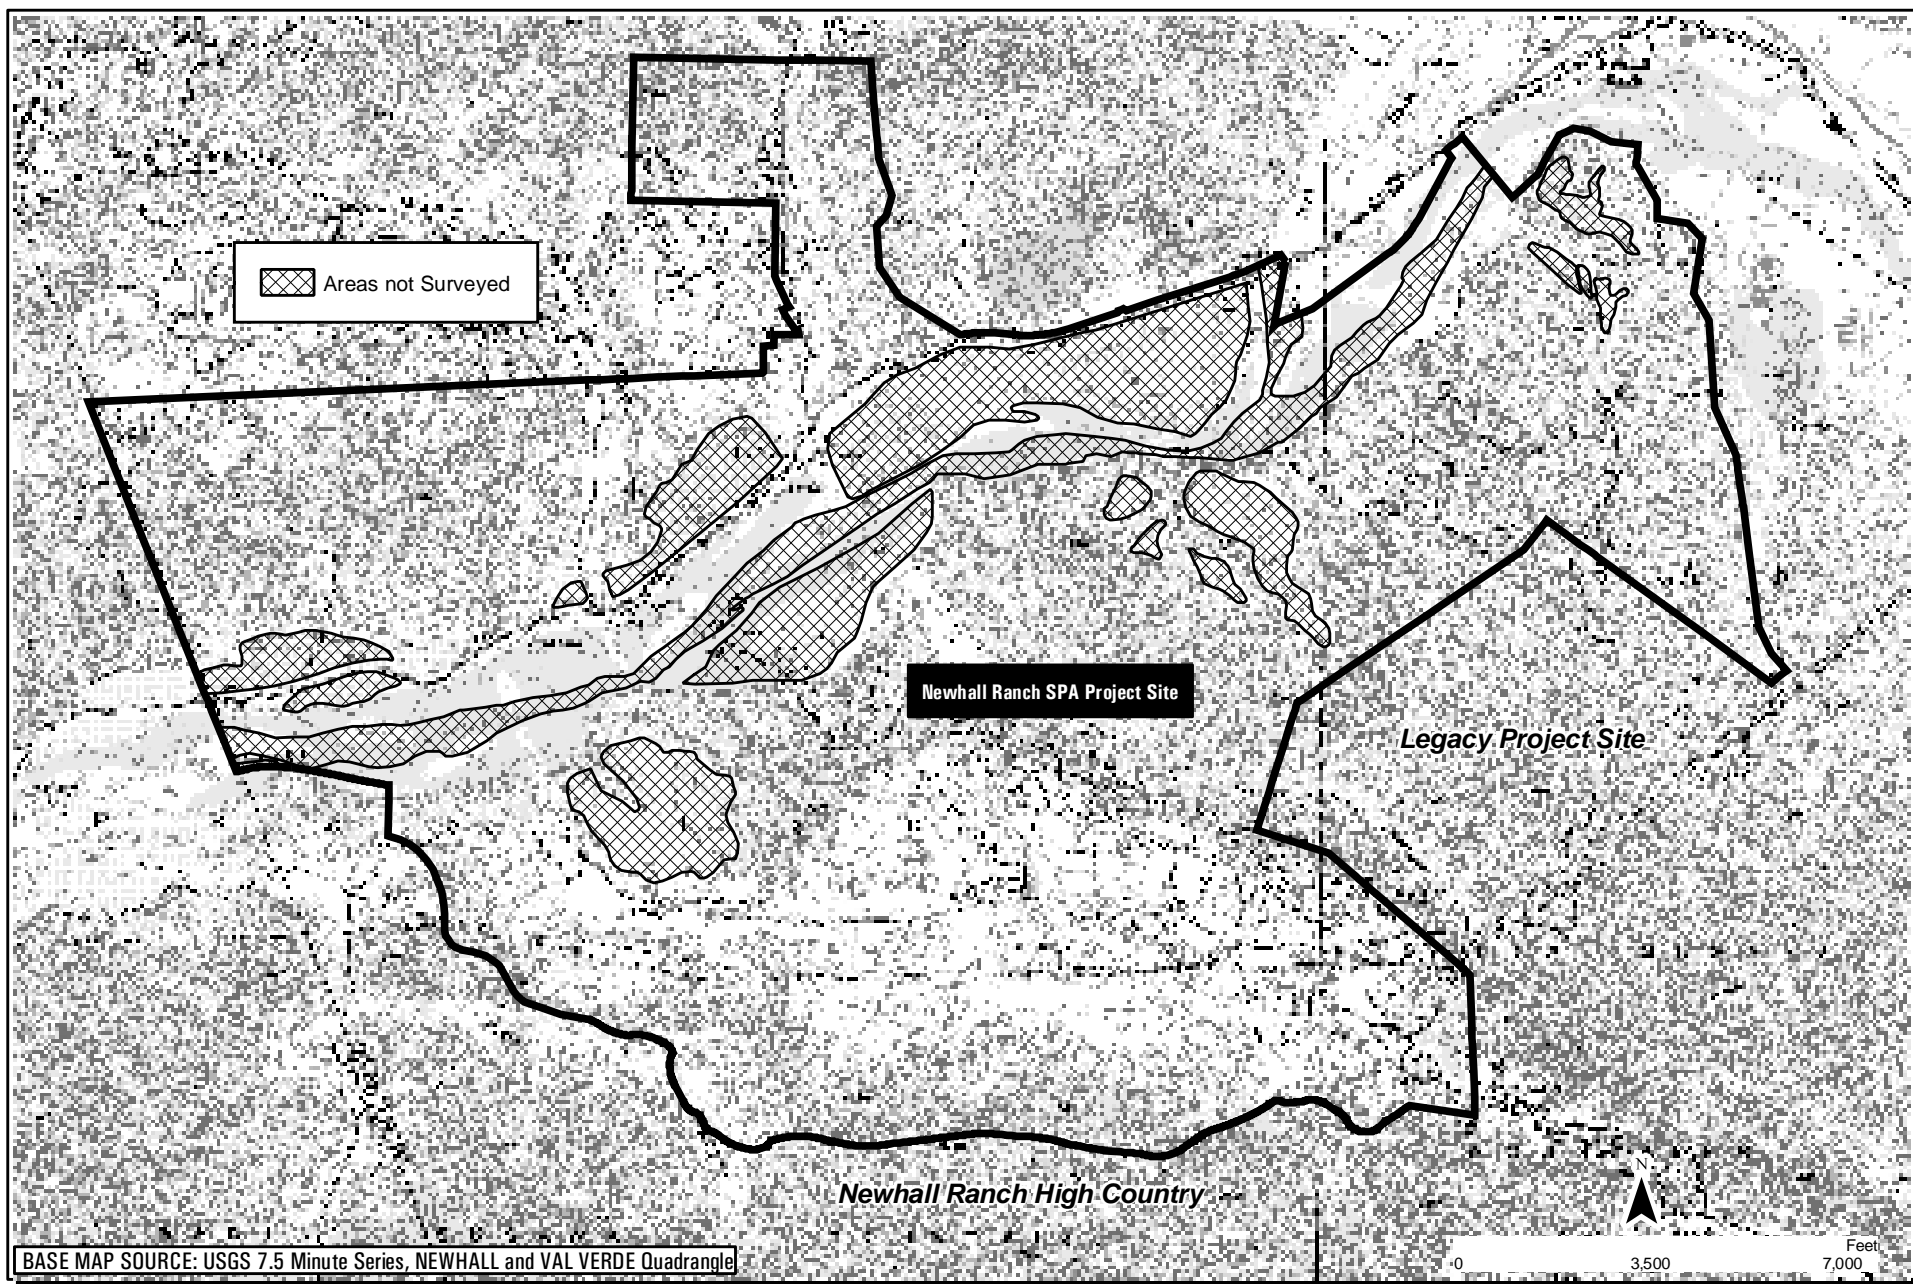 Areas not Surveyed
Newhall Ranch SPA Project Site
Legacy Project Site
Newhall Ranch High Country
N
BASE MAP SOURCE: USGS 7.5 Minute Series, NEWHALL and VAL VERDE Quadrangle
Feet
0 3,500 7,000